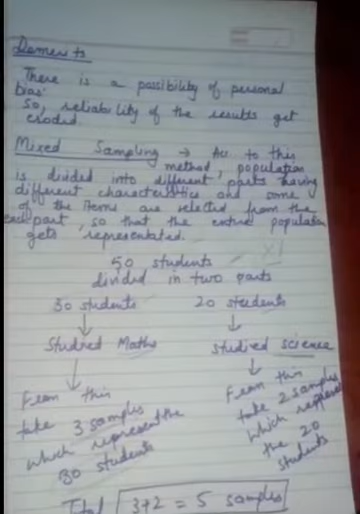 Demerits
There is a possibility of personal
bias.
So, reliability of the results get
eroded.
Mixed Sampling → Acc to this
method, population
is divided into different parts having
different characteristics and some
of the items are selected from the
each part, so that the entire population
gets represented.
50 students
divided in two parts
30 students 20 students
↓ ↓
Studied Maths studied science
↓ ↓
From this
take 3 samples
which represent the
30 students
From this
take 2 samples
which represent
the 20
students
Total 3+2 = 5 samples